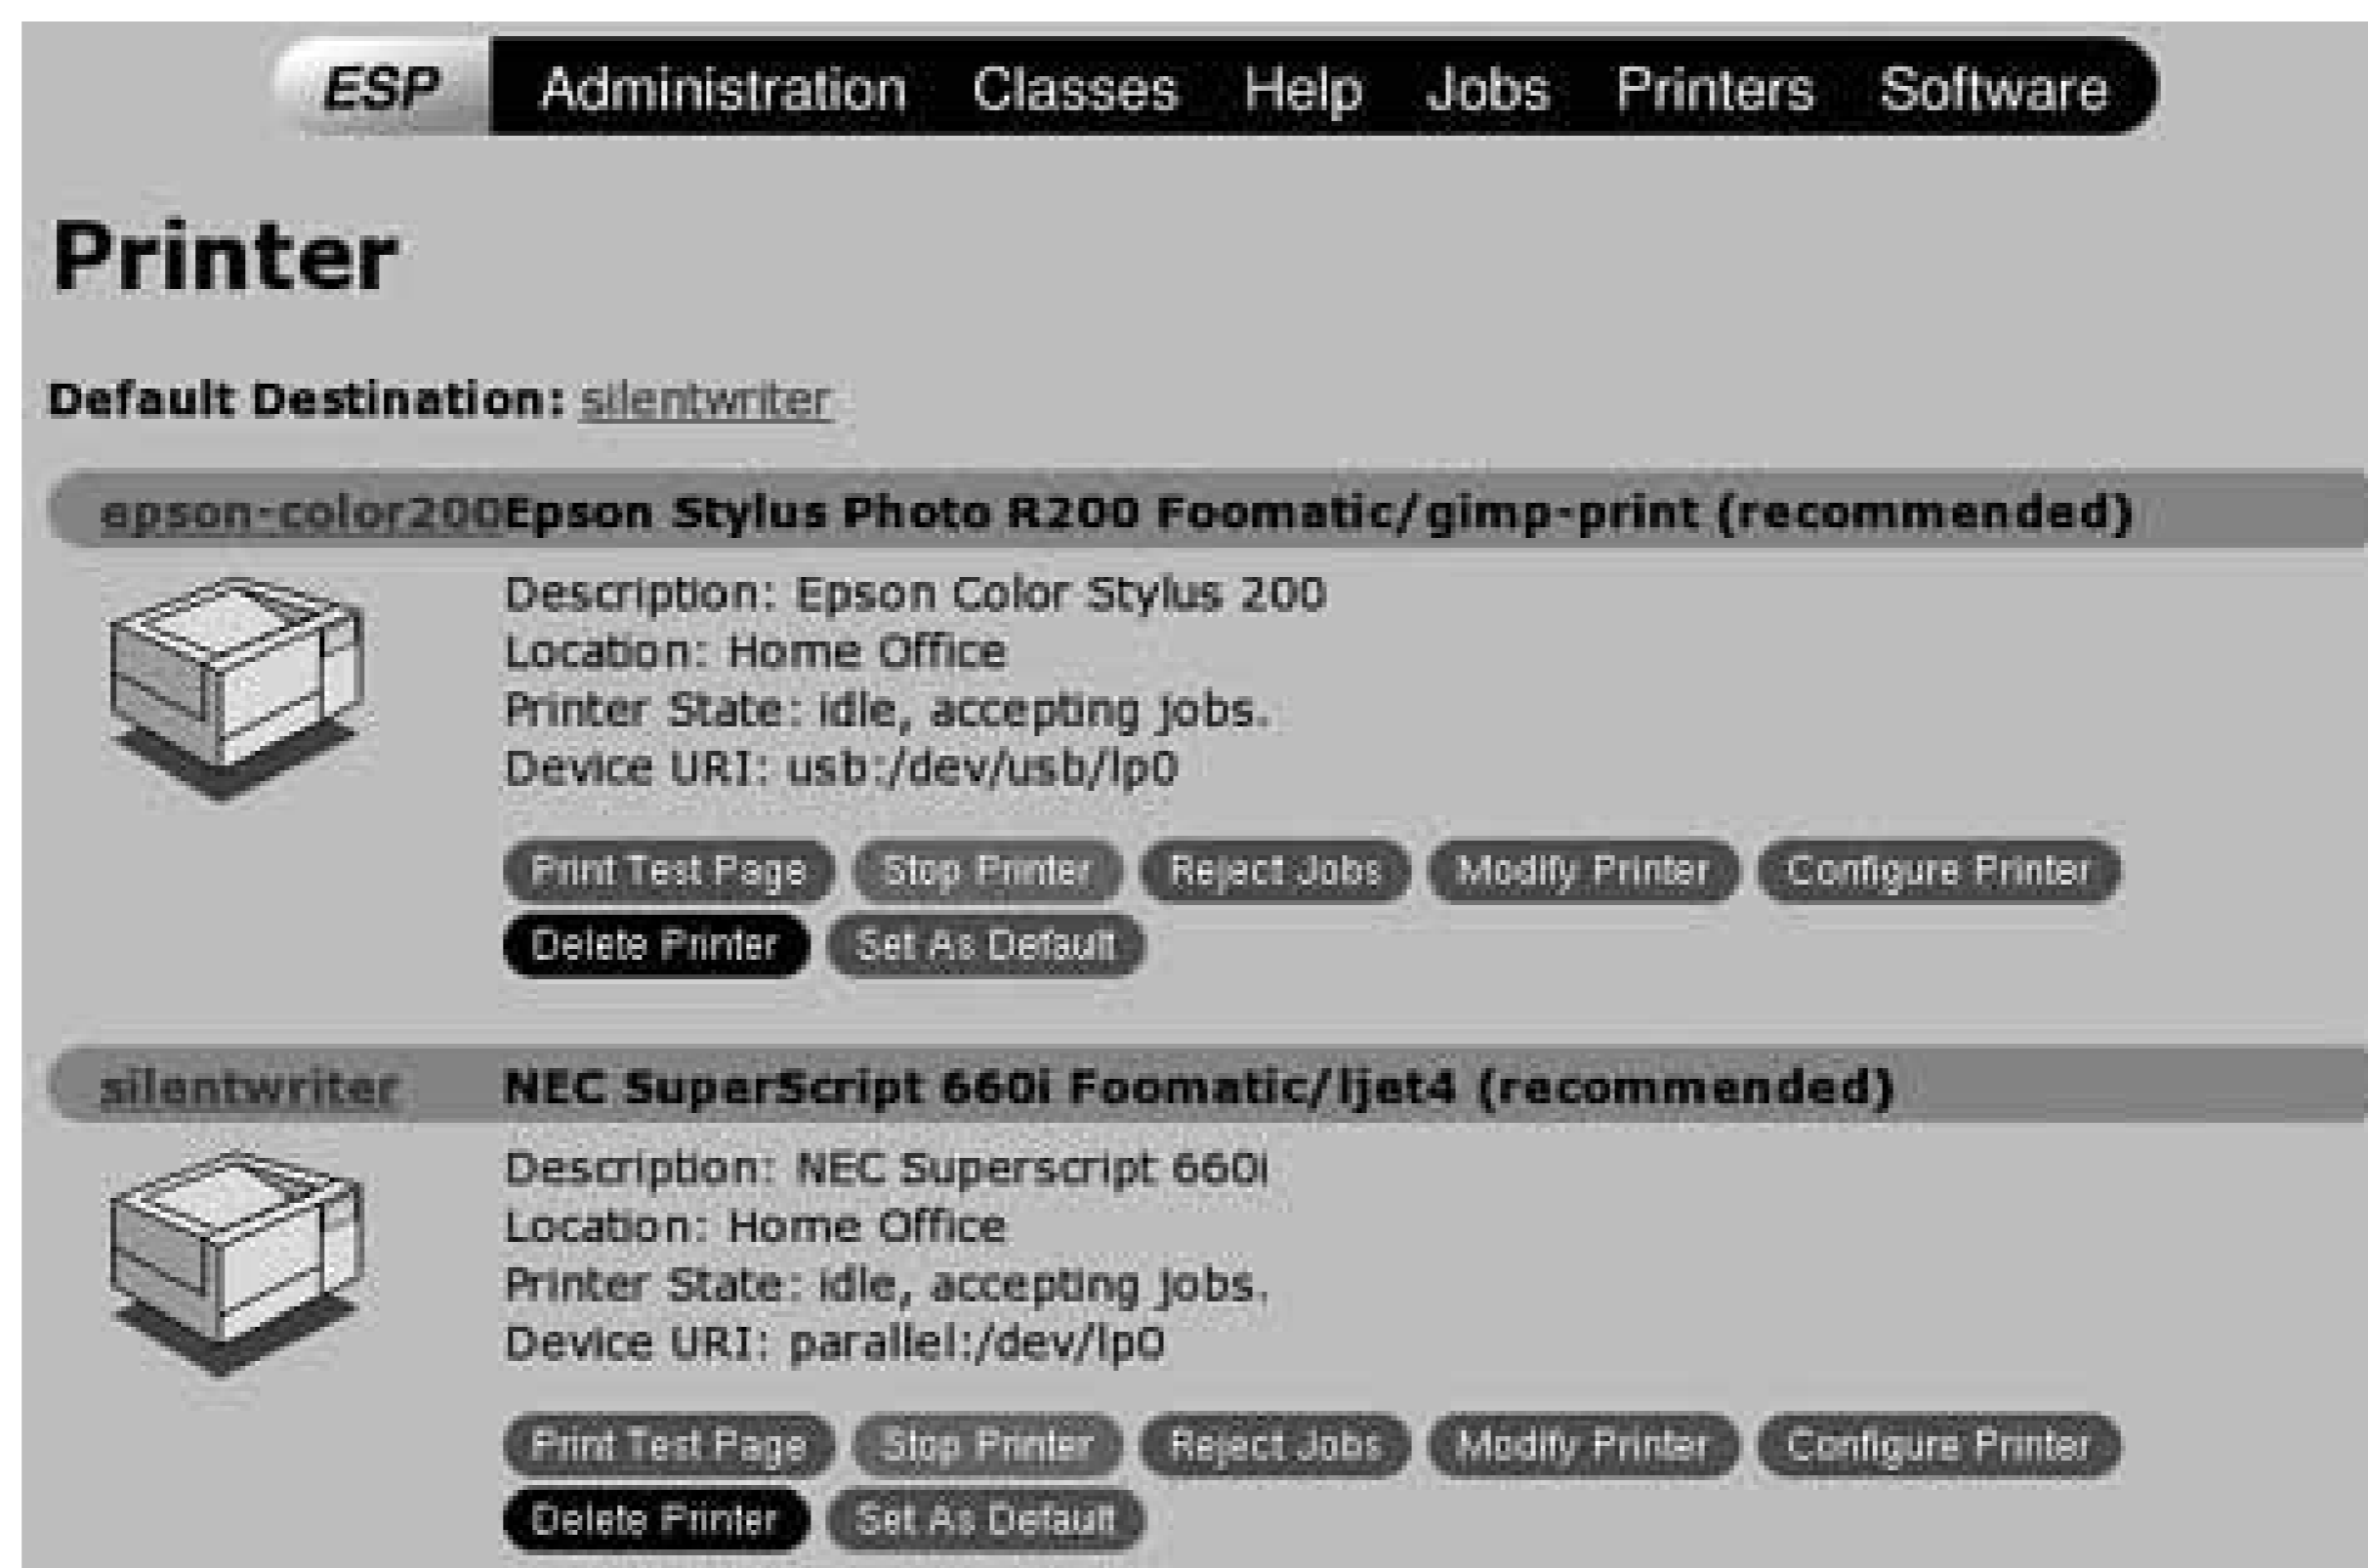 ESP Administration Classes Help Jobs Printers Software
Printer
Default Destination: silentwriter
epson-color200Epson Stylus Photo R200 Foomatic/gimp-print (recommended)
Description: Epson Color Stylus 200
Location: Home Office
Printer State: idle, accepting jobs.
Device URI: usb:/dev/usb/lp0
Print Test Page Stop Printer Reject Jobs Modify Printer Configure Printer
Delete Printer Set As Default
silentwriter NEC SuperScript 660i Foomatic/ljet4 (recommended)
Description: NEC Superscript 660i
Location: Home Office
Printer State: idle, accepting jobs.
Device URI: parallel:/dev/lp0
Print Test Page Stop Printer Reject Jobs Modify Printer Configure Printer
Delete Printer Set As Default